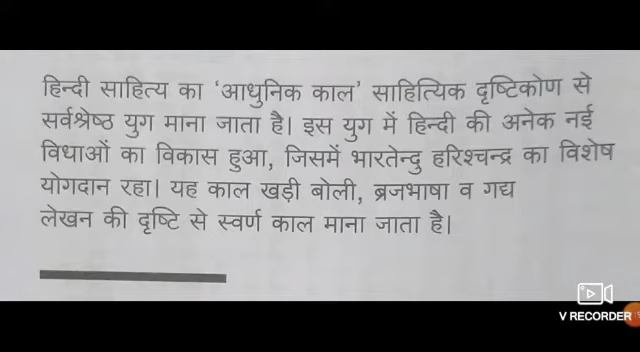 हिन्दी साहित्य का ‘आधुनिक काल’ साहित्यिक दृष्टिकोण से
सर्वश्रेष्ठ युग माना जाता है। इस युग में हिन्दी की अनेक नई
विधाओं का विकास हुआ, जिसमें भारतेन्दु हरिश्चन्द्र का विशेष
योगदान रहा। यह काल खड़ी बोली, ब्रजभाषा व गद्य
लेखन की दृष्टि से स्वर्ण काल माना जाता है।
V RECORDER